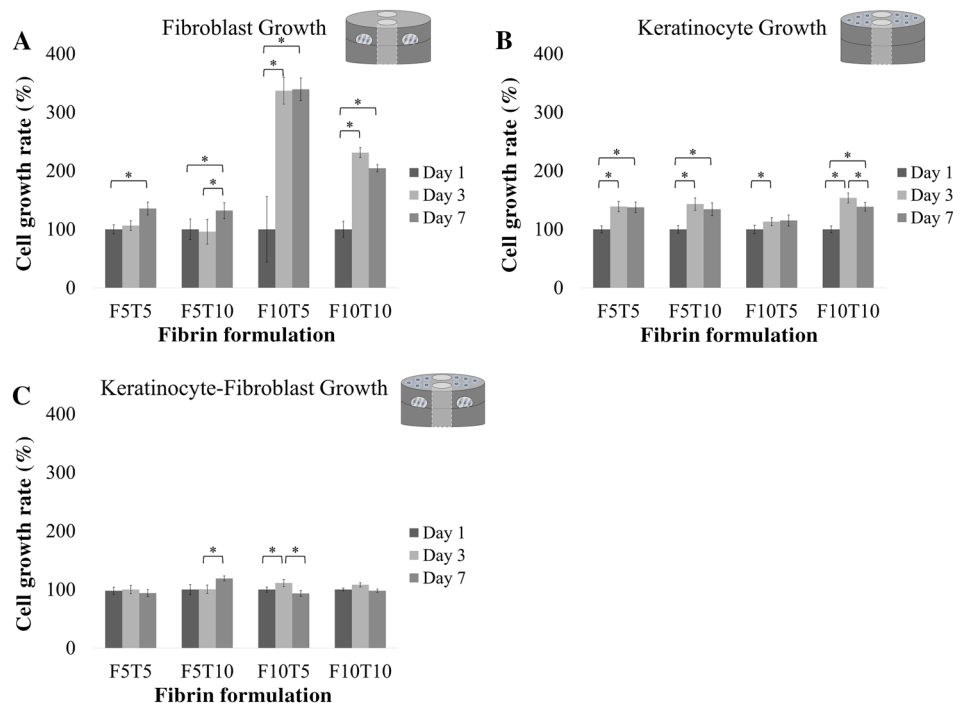 A
Fibroblast Growth
Cell growth rate (%)
400
300
200
100
0
* * * * * * *
F5T5 F5T10 F10T5 F10T10
Fibrin formulation
Day 1
Day 3
Day 7
B
Keratinocyte Growth
Cell growth rate (%)
400
300
200
100
0
* * * * * * * *
F5T5 F5T10 F10T5 F10T10
Fibrin formulation
Day 1
Day 3
Day 7
C
Keratinocyte-Fibroblast Growth
Cell growth rate (%)
400
300
200
100
0
* * *
F5T5 F5T10 F10T5 F10T10
Fibrin formulation
Day 1
Day 3
Day 7